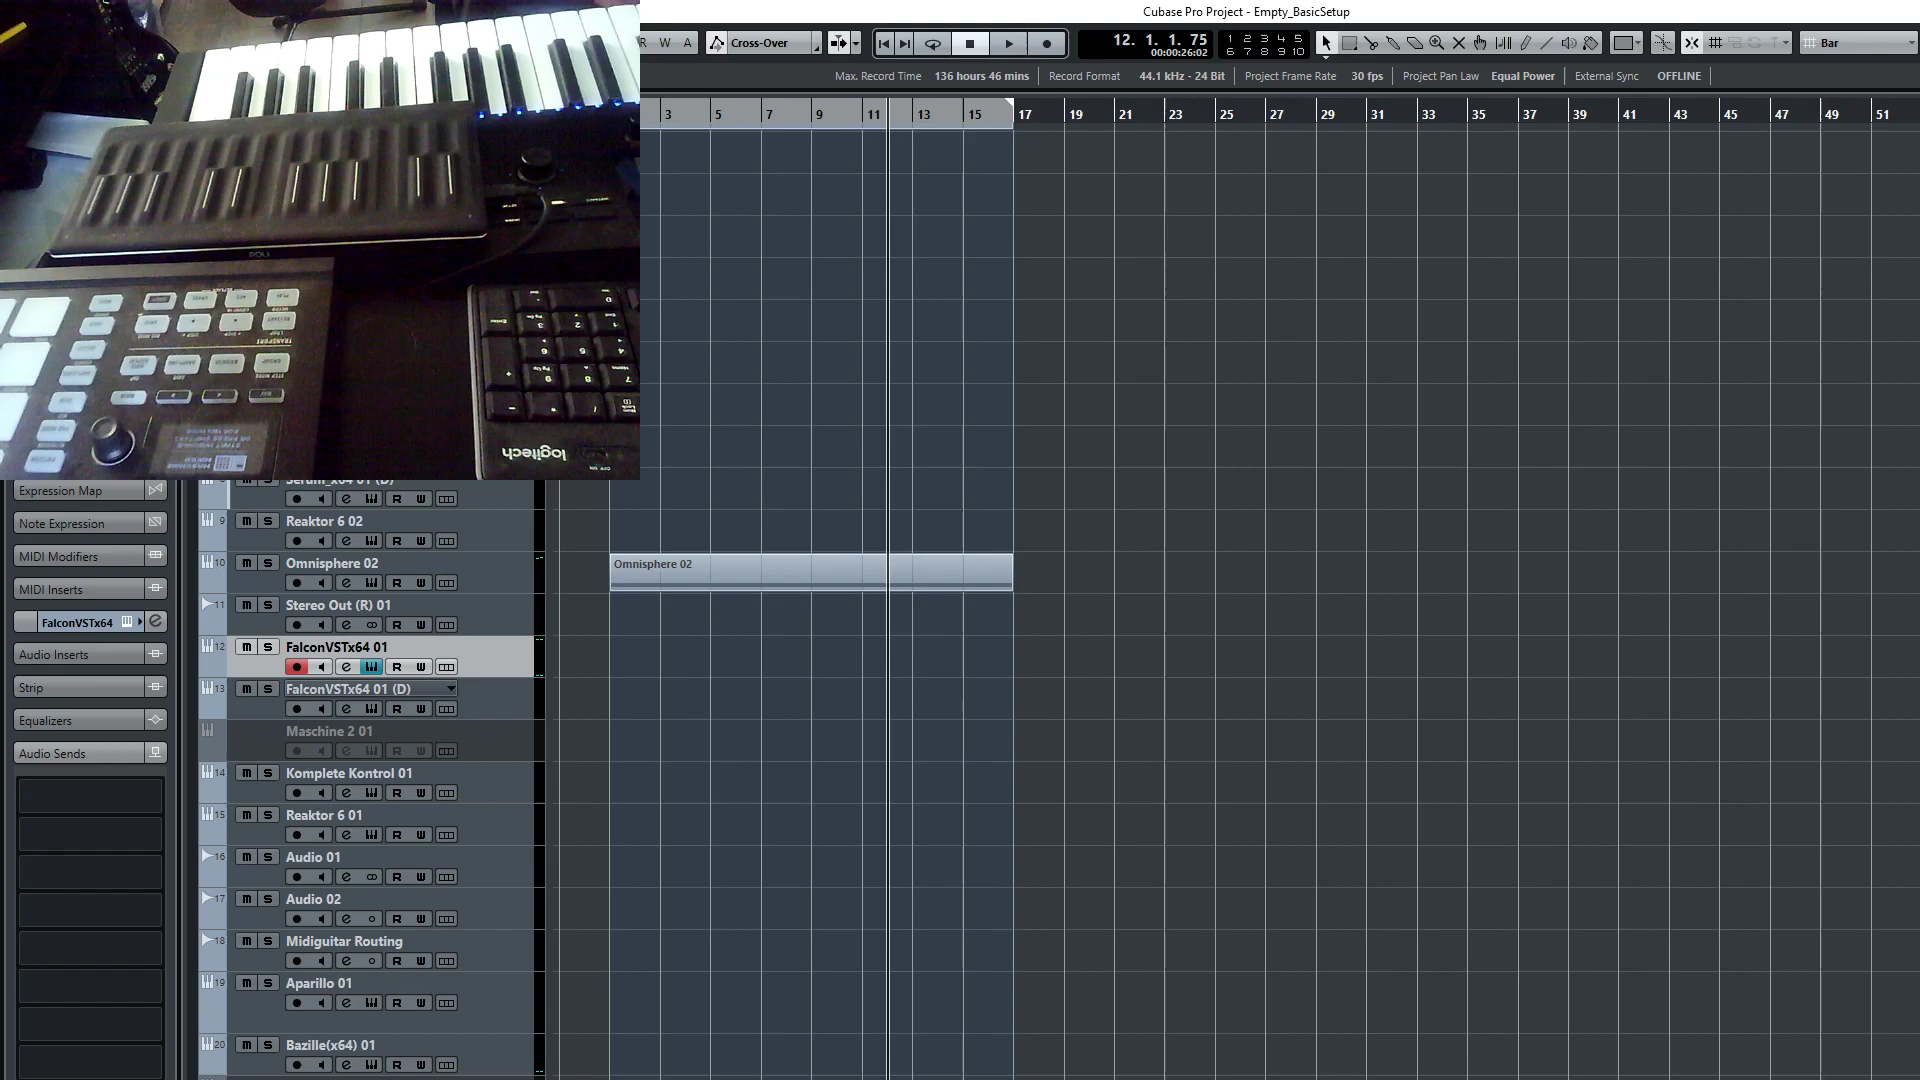 Cubase Pro Project - Empty_BasicSetup
R W A Cross-Over
12. 1. 1. 75
00:00:26:02
1 2 3 4 5
6 7 8 9 10
Bar
Max. Record Time 136 hours 46 mins Record Format 44.1 kHz - 24 Bit Project Frame Rate 30 fps Project Pan Law Equal Power External Sync OFFLINE
3 5 7 9 11 13 15 17 19 21 23 25 27 29 31 33 35 37 39 41 43 45 47 49 51
logitech
Expression Map
Note Expression
MIDI Modifiers
MIDI Inserts
FalconVSTx64
Audio Inserts
Strip
Equalizers
Audio Sends
Serum_x64 01 (D)
R W
9 m S Reaktor 6 02
R W
10 m S Omnisphere 02
R W
Omnisphere 02
11 m S Stereo Out (R) 01
R W
12 m S FalconVSTx64 01
R W
13 m S FalconVSTx64 01 (D)
R W
Maschine 2 01
R W
14 m S Komplete Kontrol 01
R W
15 m S Reaktor 6 01
R W
16 m S Audio 01
R W
17 m S Audio 02
R W
18 m S Midiguitar Routing
R W
19 m S Aparillo 01
R W
20 m S Bazille(x64) 01
R W